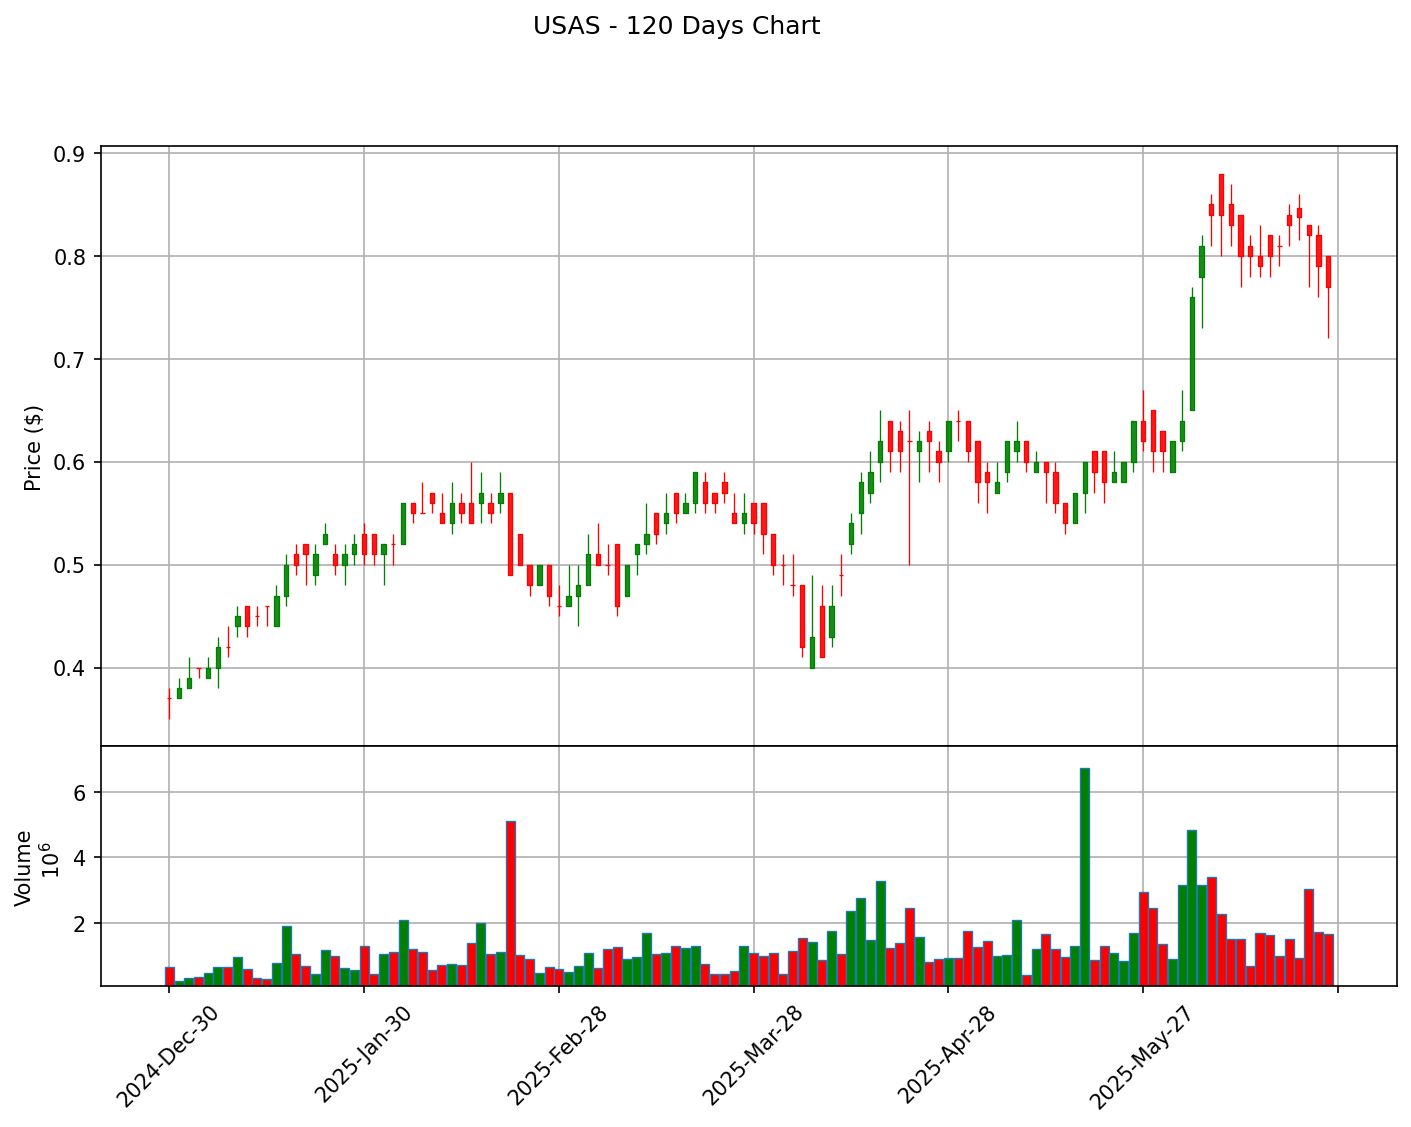 USAS - 120 Days Chart
Price ($)
0.9
0.8
0.7
0.6
0.5
0.4
Volume
10^6
6
4
2
2024-Dec-30
2025-Jan-30
2025-Feb-28
2025-Mar-28
2025-Apr-28
2025-May-27